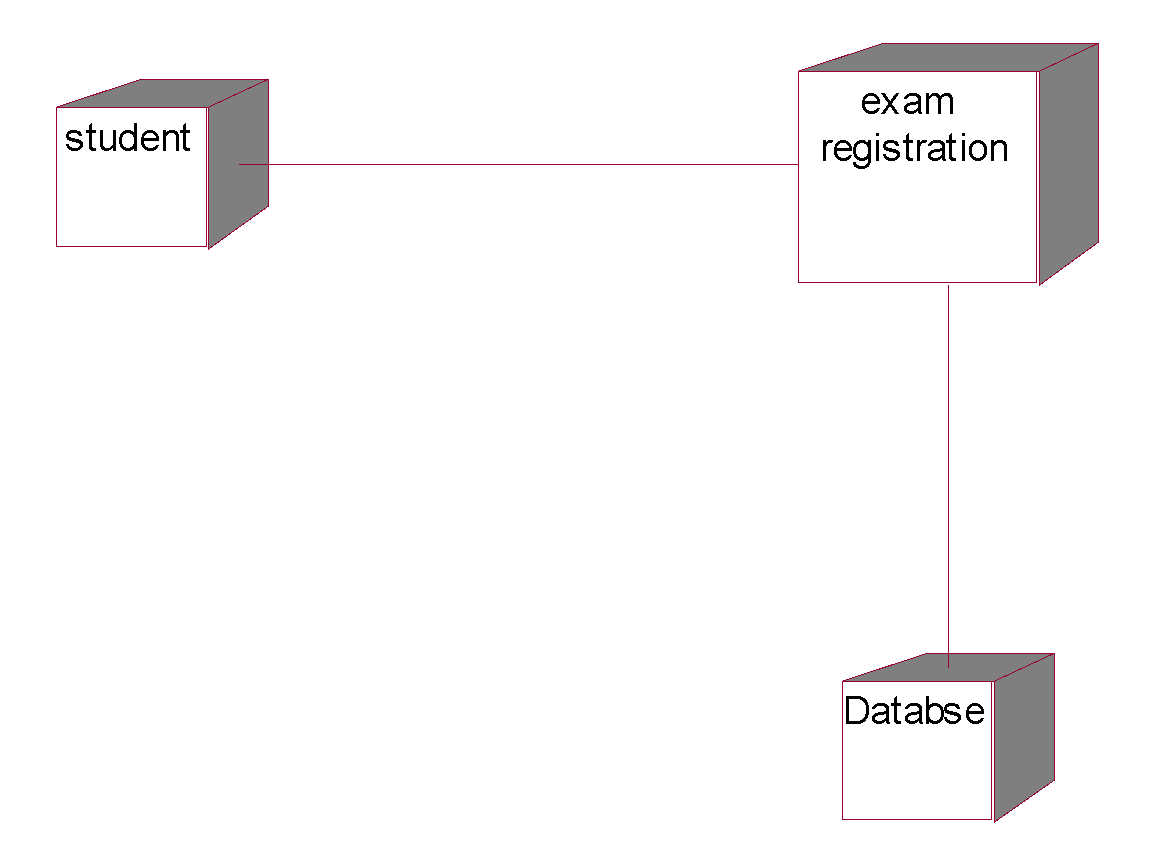 student
exam
registration
Databse